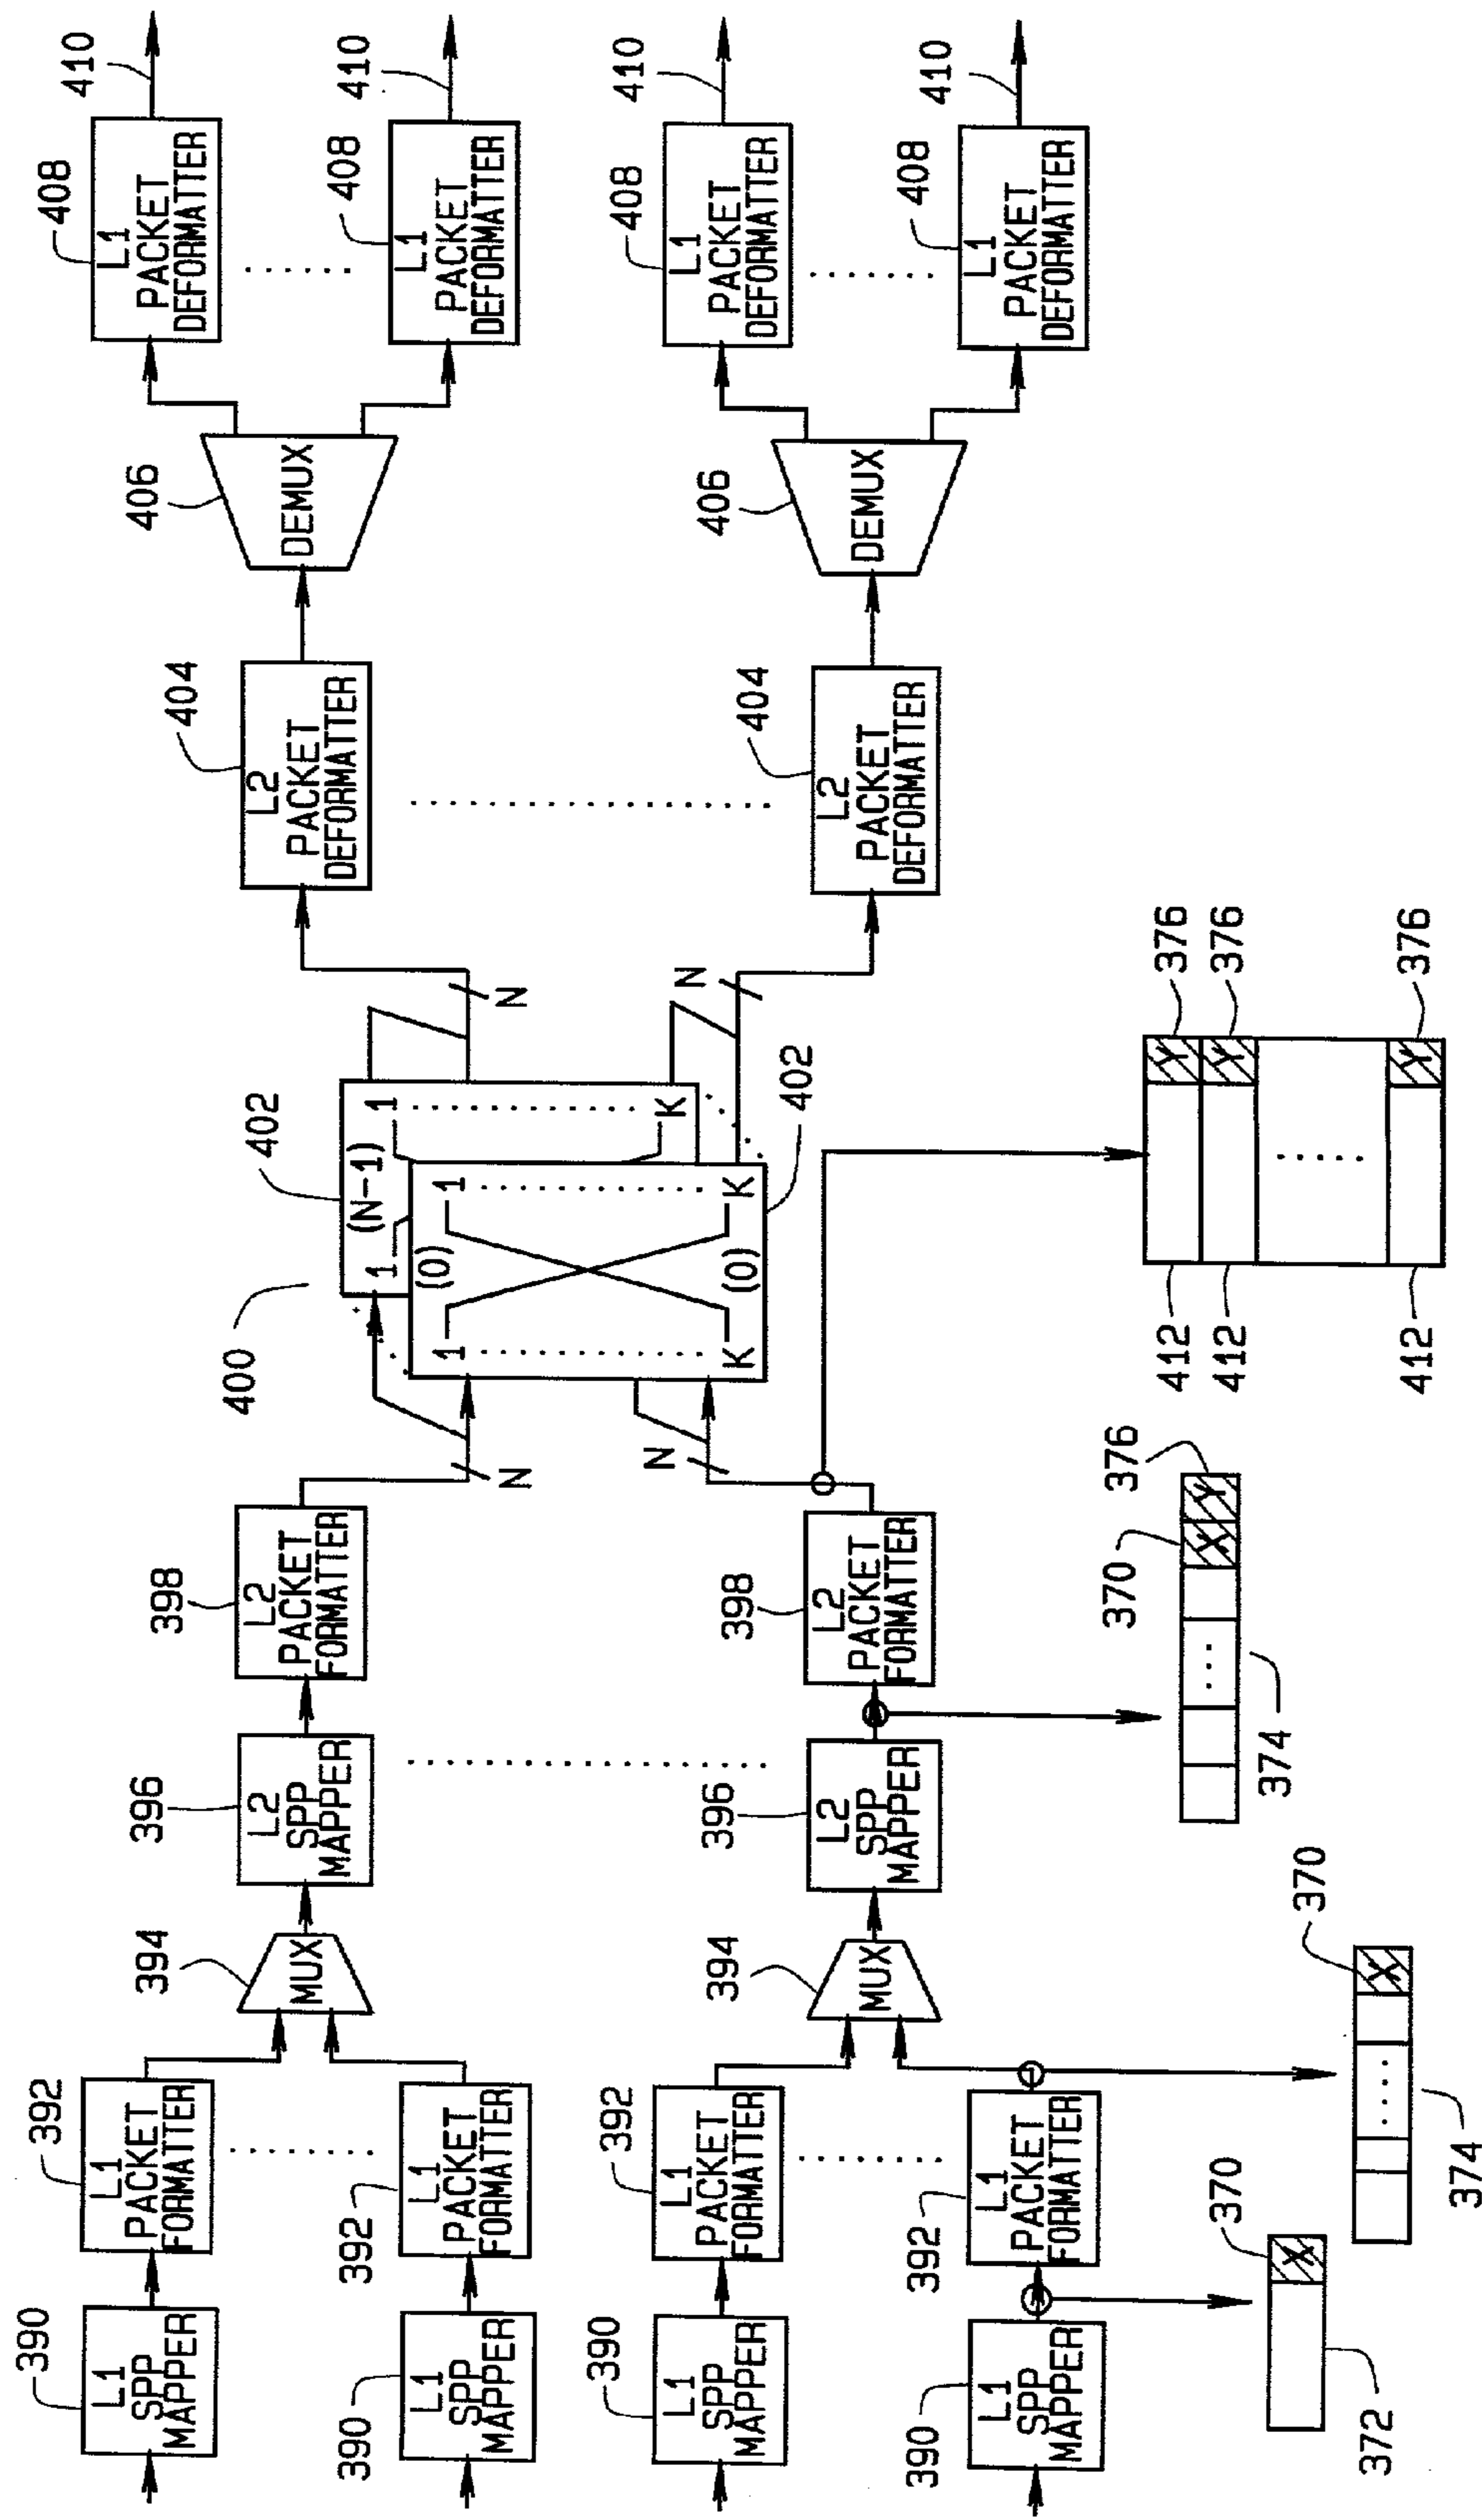 390
L1
SPP
MAPPER
392
L1
PACKET
FORMATTER
390
L1
SPP
MAPPER
392
L1
PACKET
FORMATTER
394
MUX
396
L2
SPP
MAPPER
398
L2
PACKET
FORMATTER
N
400
402
(N-1)
1
1
K
(0)
1
1
K
K
(0)
402
N
404
L2
PACKET
DEFORMATTER
406
DEMUX
408
L1
PACKET
DEFORMATTER
410
408
L1
PACKET
DEFORMATTER
410
390
L1
SPP
MAPPER
392
L1
PACKET
FORMATTER
390
L1
SPP
MAPPER
392
L1
PACKET
FORMATTER
394
MUX
396
L2
SPP
MAPPER
398
L2
PACKET
FORMATTER
N
N
404
L2
PACKET
DEFORMATTER
406
DEMUX
408
L1
PACKET
DEFORMATTER
410
408
L1
PACKET
DEFORMATTER
410
370
X
372
370
X
374
370
376
X
Y
374
412
Y
376
412
Y
376
412
Y
376